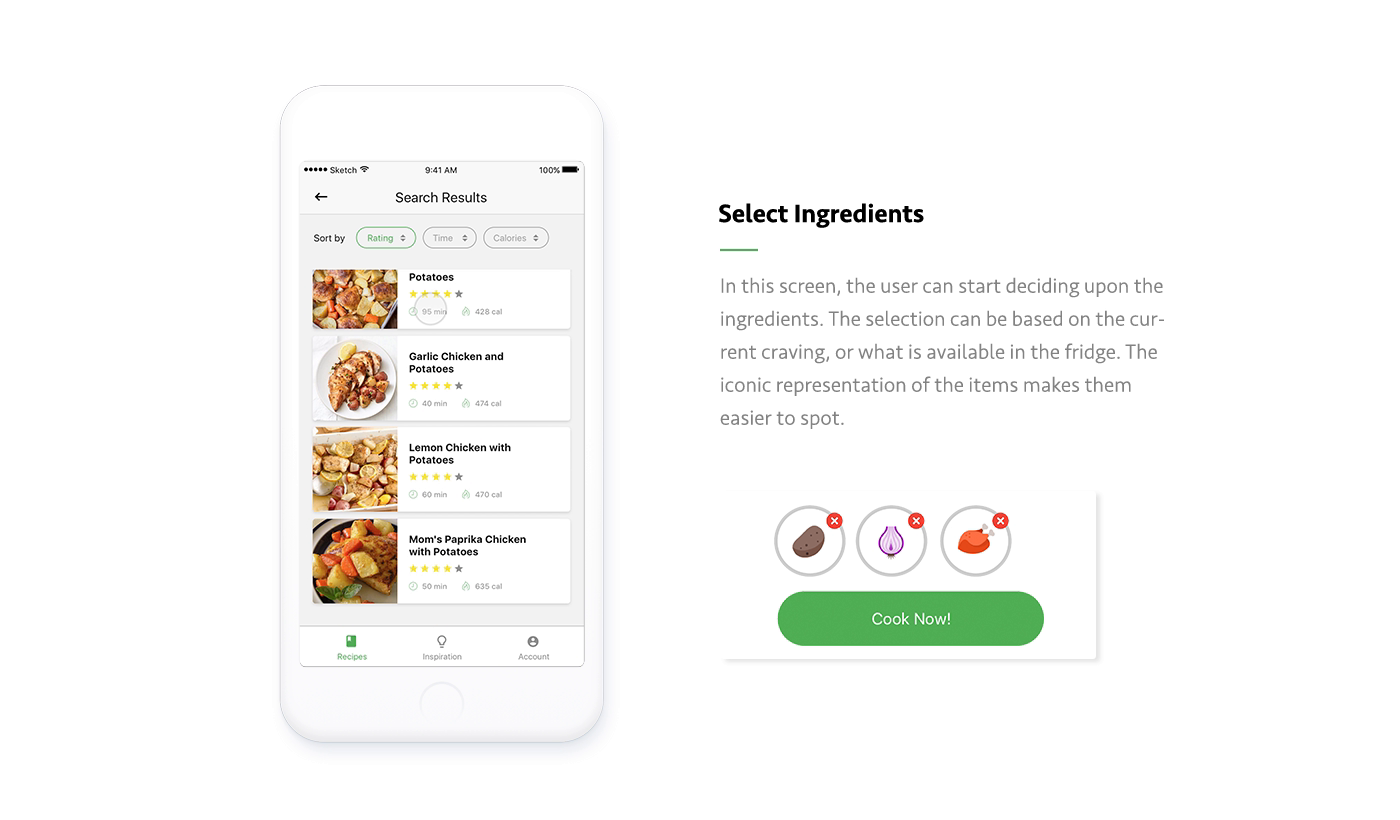 Sketch
9:41 AM
100%
Search Results
Sort by
Rating
Time
Calories
Potatoes
95 min
428 cal
Garlic Chicken and
Potatoes
40 min
474 cal
Lemon Chicken with
Potatoes
60 min
470 cal
Mom's Paprika Chicken
with Potatoes
50 min
635 cal
Recipes
Inspiration
Account
Select Ingredients
In this screen, the user can start deciding upon the
ingredients. The selection can be based on the cur-
rent craving, or what is available in the fridge. The
iconic representation of the items makes them
easier to spot.
Cook Now!